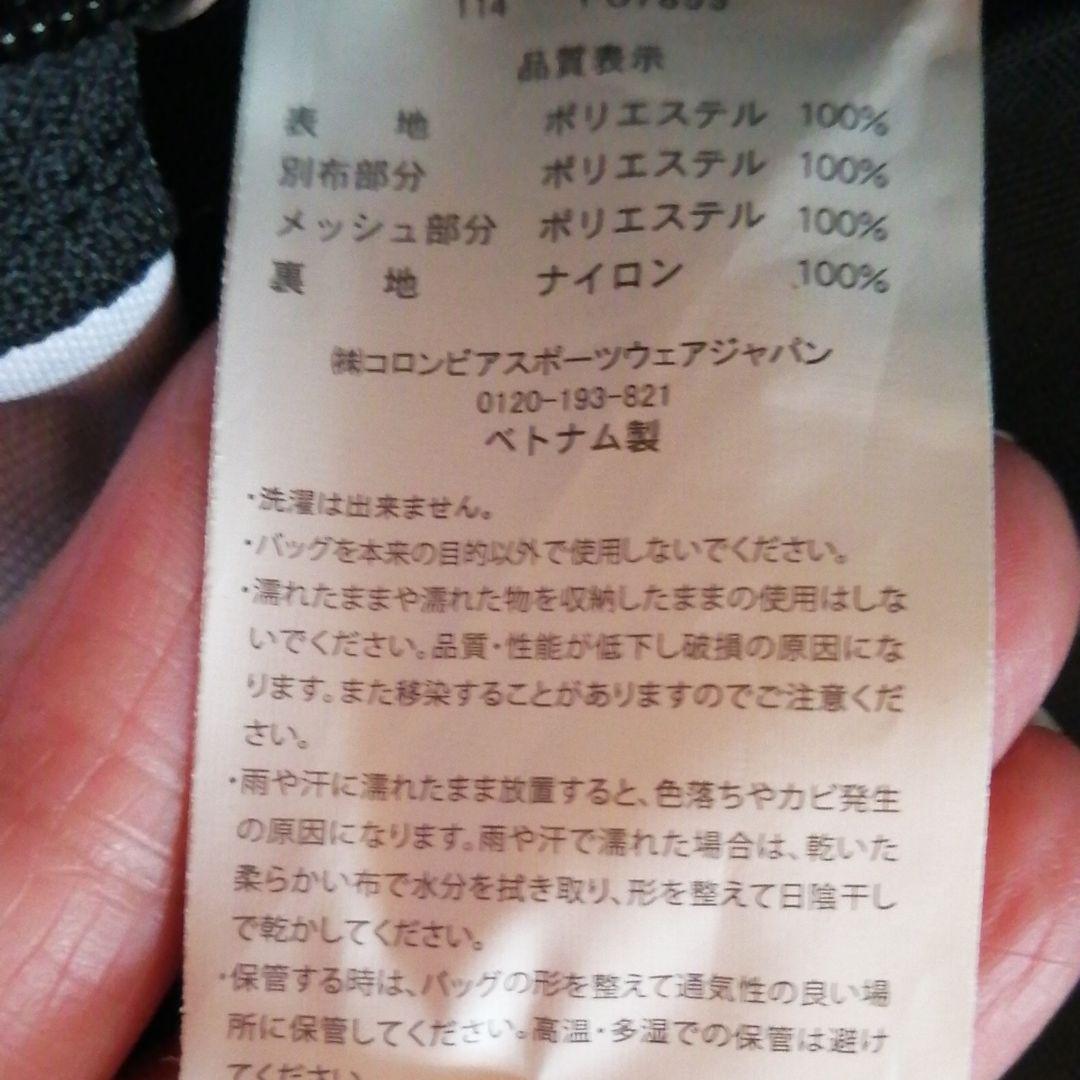 114
品質表示
表 地 ポリエステル 100%
別布部分 ポリエステル 100%
メッシュ部分 ポリエステル 100%
裏 地 ナイロン 100%
㈱コロンビアスポーツウェアジャパン
0120-193-821
ベトナム製
・洗濯は出来ません。
・バッグを本来の目的以外で使用しないでください。
・濡れたままや濡れた物を収納したままの使用はしな
いでください。品質・性能が低下し破損の原因にな
ります。また移染することがありますのでご注意くだ
さい。
・雨や汗に濡れたまま放置すると、色落ちやカビ発生
の原因になります。雨や汗で濡れた場合は、乾いた
柔らかい布で水分を拭き取り、形を整えて日陰干し
で乾かしてください。
・保管する時は、バッグの形を整えて通気性の良い場
所に保管してください。高温・多湿での保管は避け
てください。